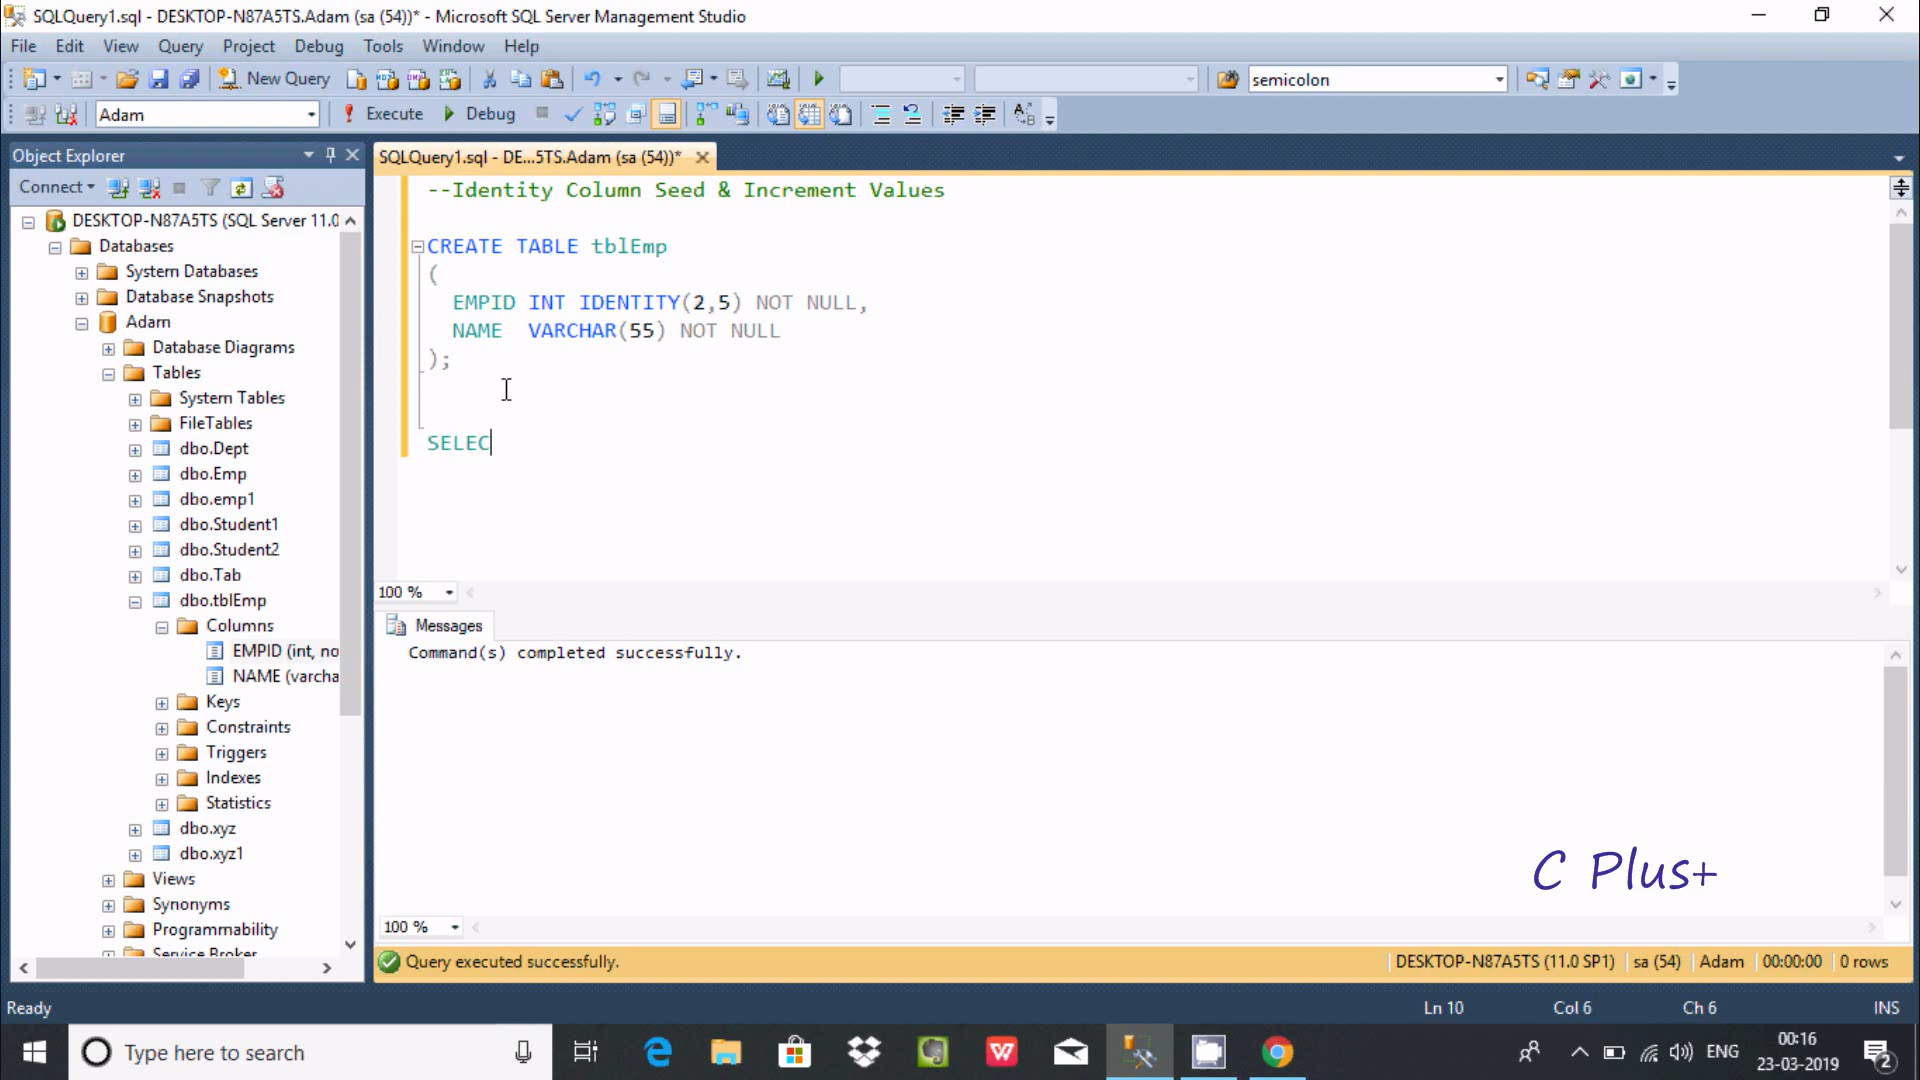 SQLQuery1.sql - DESKTOP-N87A5TS.Adam (sa (54))* - Microsoft SQL Server Management Studio
File Edit View Query Project Debug Tools Window Help
New Query
semicolon
Adam
Execute
Debug
Object Explorer
SQLQuery1.sql - DE...5TS.Adam (sa (54))*
Connect
DESKTOP-N87A5TS (SQL Server 11.0
Databases
System Databases
Database Snapshots
Adam
Database Diagrams
Tables
System Tables
FileTables
dbo.Dept
dbo.Emp
dbo.emp1
dbo.Student1
dbo.Student2
dbo.Tab
dbo.tblEmp
Columns
EMPID (int, no
NAME (varcha
Keys
Constraints
Triggers
Indexes
Statistics
dbo.xyz
dbo.xyz1
Views
Synonyms
Programmability
Service Broker
--Identity Column Seed & Increment Values
CREATE TABLE tblEmp
(
EMPID INT IDENTITY(2,5) NOT NULL,
NAME VARCHAR(55) NOT NULL
);
SELEC
100 %
Messages
Command(s) completed successfully.
C Plus+
100 %
Query executed successfully.
DESKTOP-N87A5TS (11.0 SP1) sa (54) Adam 00:00:00 0 rows
Ready
Ln 10 Col 6 Ch 6 INS
Type here to search
ENG
00:16
23-03-2019
2